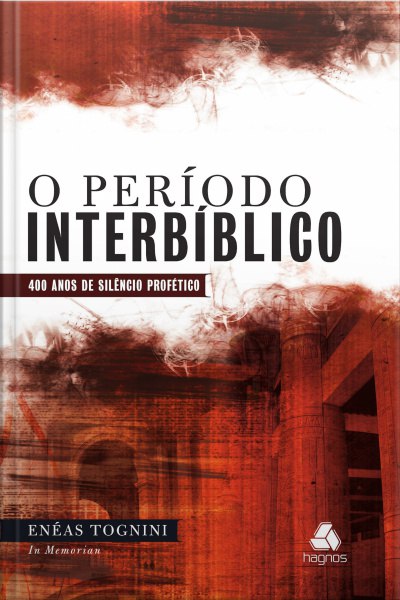 O PERÍODO
INTERBÍBLICO
400 ANOS DE SILÊNCIO PROFÉTICO
ENÉAS TOGNINI
In Memorian
hagnos